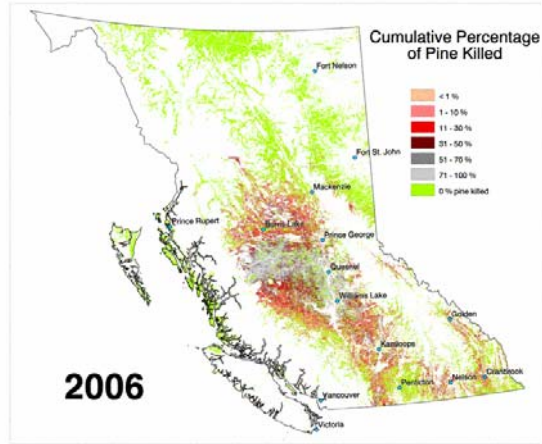 Cumulative Percentage
of Pine Killed
< 1 %
1 - 10 %
11 - 30 %
31 - 50 %
51 - 70 %
71 - 100 %
0 % pine killed
Fort Nelson
Fort St. John
Mackenzie
Prince Rupert
Burns Lake
Prince George
Quesnel
Williams Lake
Golden
Kamloops
Penticton
Nelson
Cranbrook
2006
Vancouver
Victoria